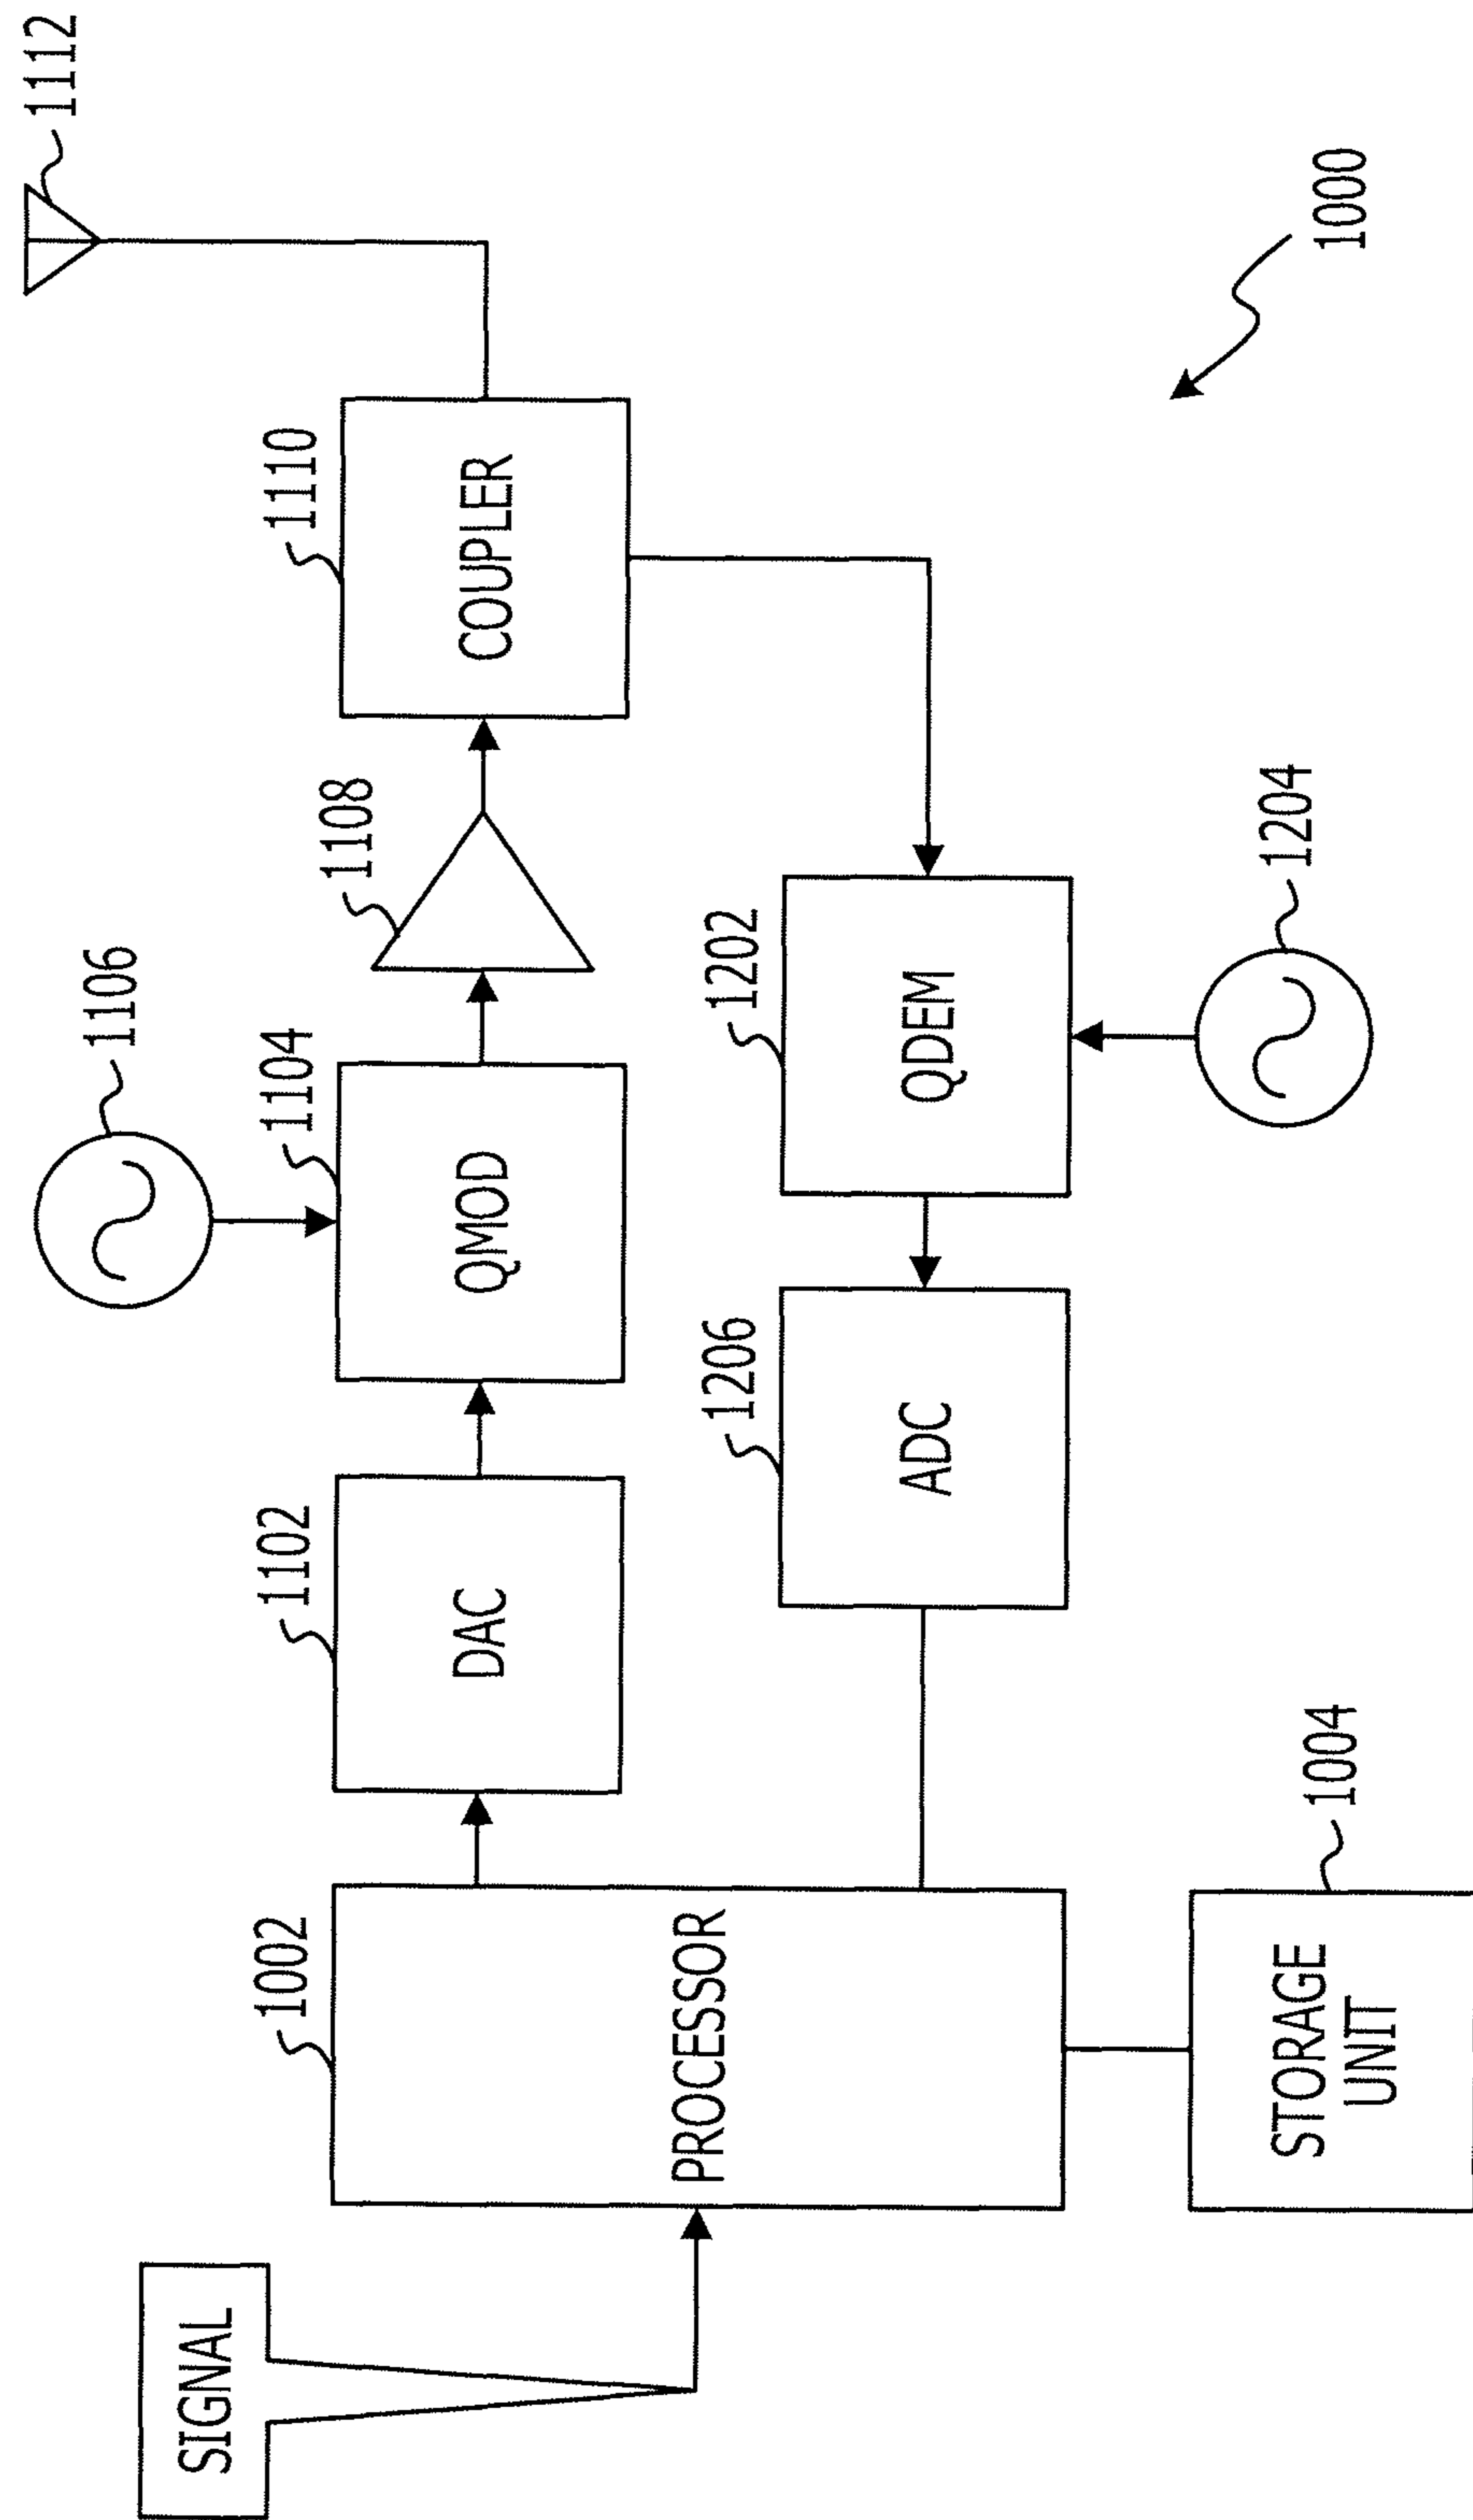 1106
1112
1002
1102
1104
1108
1110
SIGNAL
PROCESSOR
DAC
QMOD
COUPLER
1206
1202
ADC
QDEM
1004
1204
1000
STORAGE
UNIT